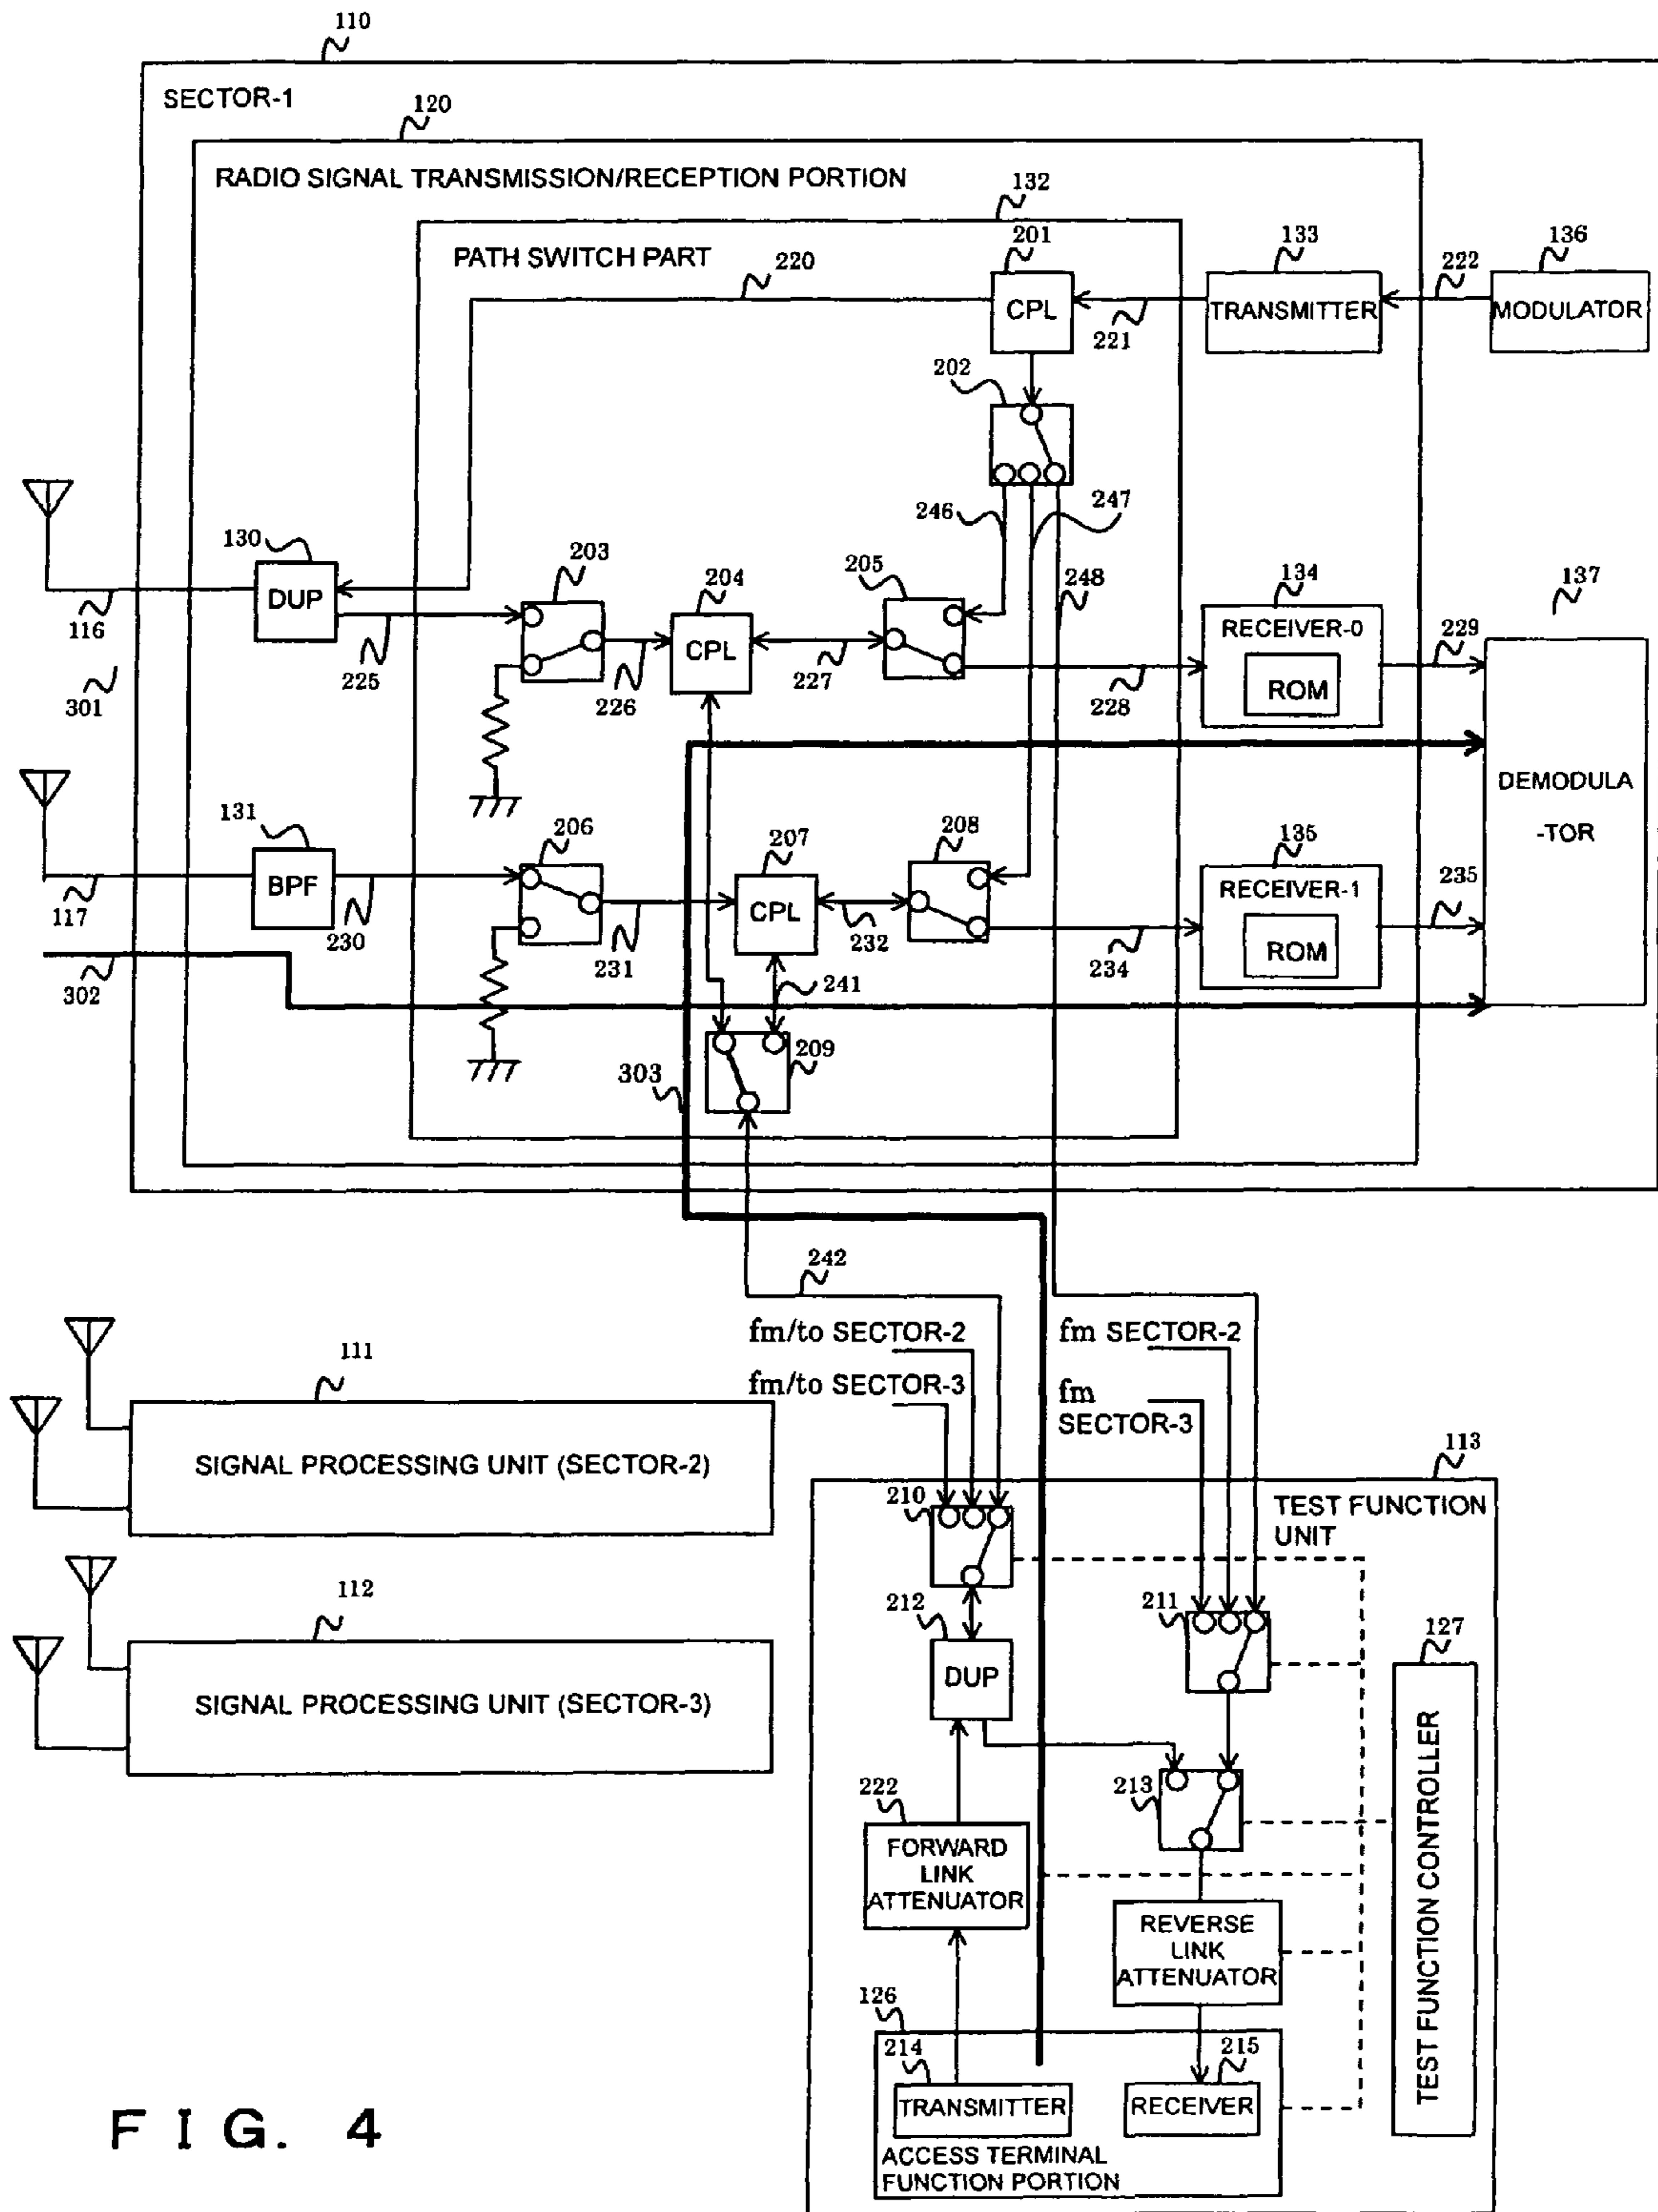 110
SECTOR-1
120
RADIO SIGNAL TRANSMISSION/RECEPTION PORTION
132
PATH SWITCH PART
220
201
CPL
221
133
TRANSMITTER
222
136
MODULATOR
202
246
247
248
116
130
DUP
225
301
203
226
204
CPL
227
205
228
134
RECEIVER-0
ROM
229
137
DEMODULA
-TOR
117
131
BPF
230
302
206
231
207
CPL
232
208
234
135
RECEIVER-1
ROM
235
241
209
303
242
fm/to SECTOR-2
fm/to SECTOR-3
fm SECTOR-2
fm
SECTOR-3
111
SIGNAL PROCESSING UNIT (SECTOR-2)
112
SIGNAL PROCESSING UNIT (SECTOR-3)
113
TEST FUNCTION
UNIT
210
212
DUP
211
213
127
TEST FUNCTION CONTROLLER
222
FORWARD
LINK
ATTENUATOR
REVERSE
LINK
ATTENUATOR
126
214
TRANSMITTER
215
RECEIVER
ACCESS TERMINAL
FUNCTION PORTION
FIG. 4